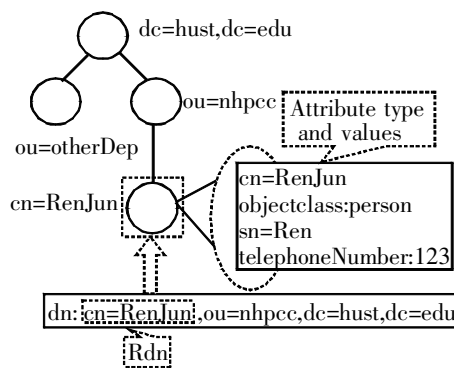 dc=hust,dc=edu
ou=nhpcc
ou=otherDep
Attribute type
and values
cn=RenJun
cn=RenJun
objectclass:person
sn=Ren
telephoneNumber:123
dn: cn=RenJun,ou=nhpcc,dc=hust,dc=edu
Rdn